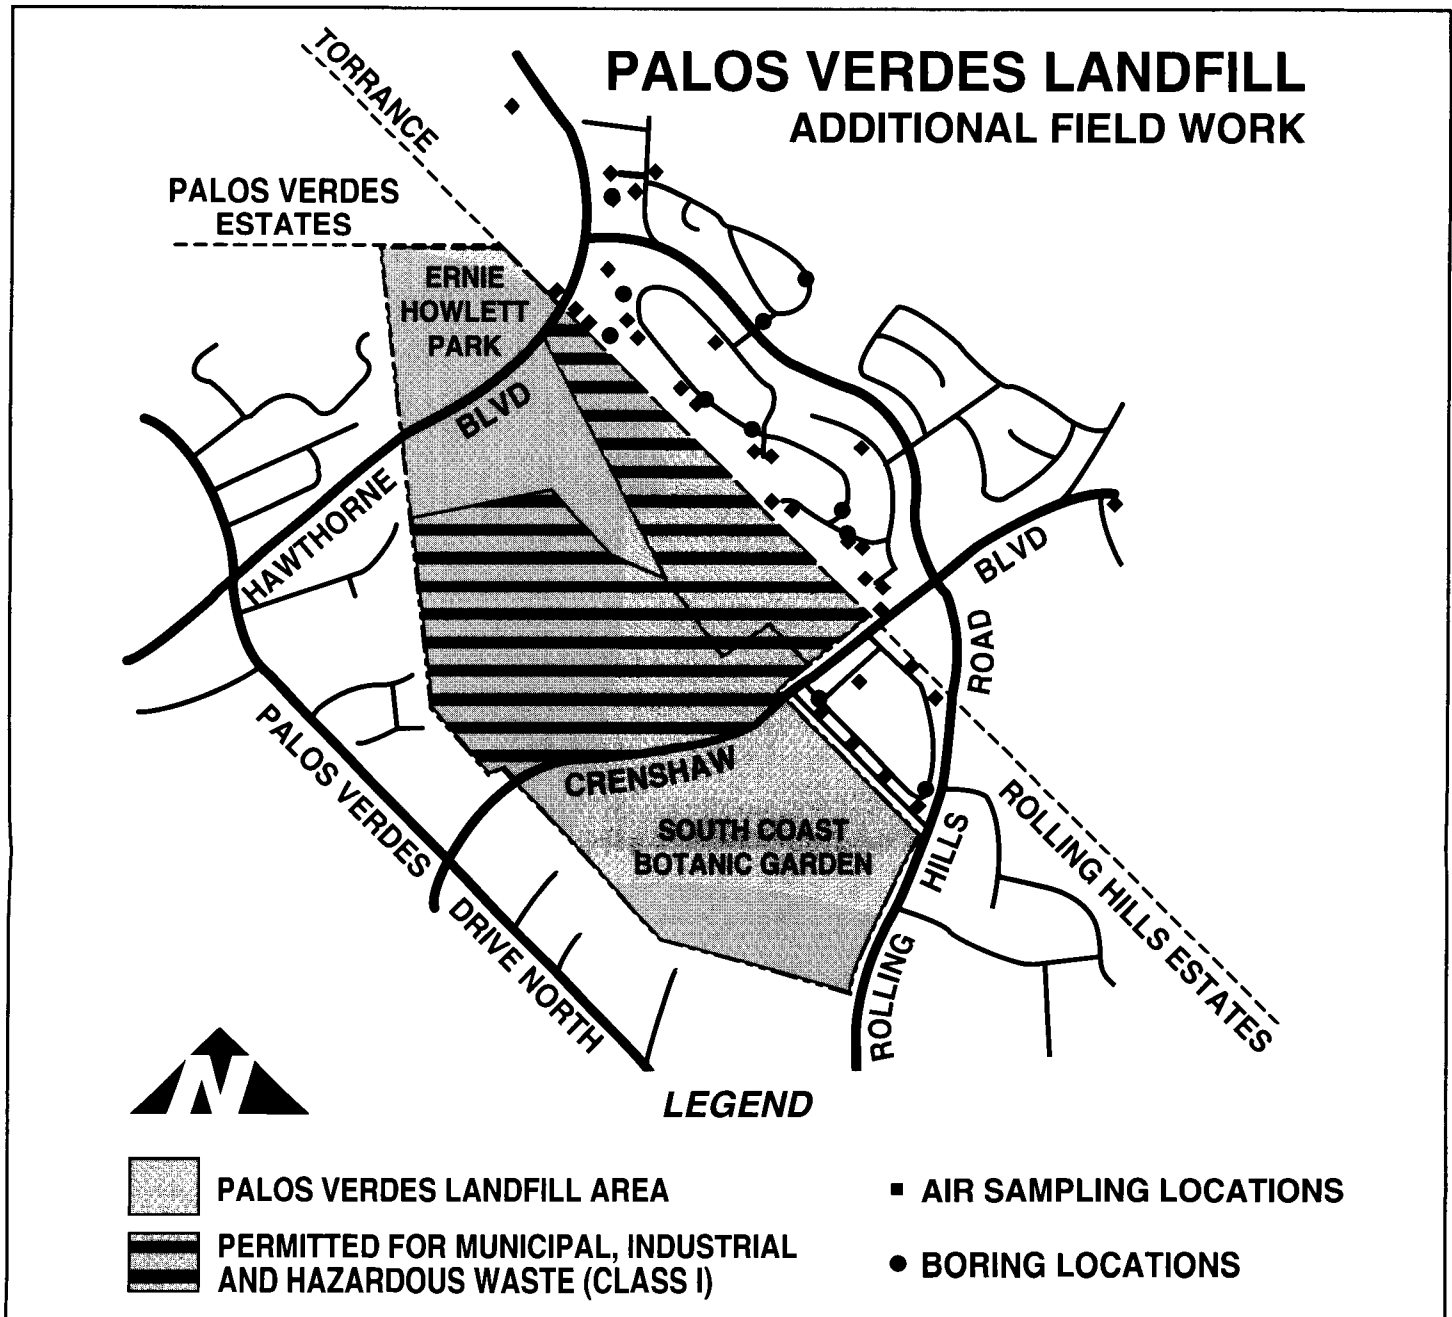 PALOS VERDES LANDFILL
ADDITIONAL FIELD WORK
TORRANCE
PALOS VERDES
ESTATES
ERNIE
HOWLETT
PARK
HAWTHORNE
BLVD
BLVD
ROAD
PALOS VERDES
CRENSHAW
SOUTH COAST
BOTANIC GARDEN
HILLS
ROLLING HILLS ESTATES
DRIVE NORTH
ROLLING
N
LEGEND
PALOS VERDES LANDFILL AREA
AIR SAMPLING LOCATIONS
PERMITTED FOR MUNICIPAL, INDUSTRIAL
AND HAZARDOUS WASTE (CLASS I)
BORING LOCATIONS